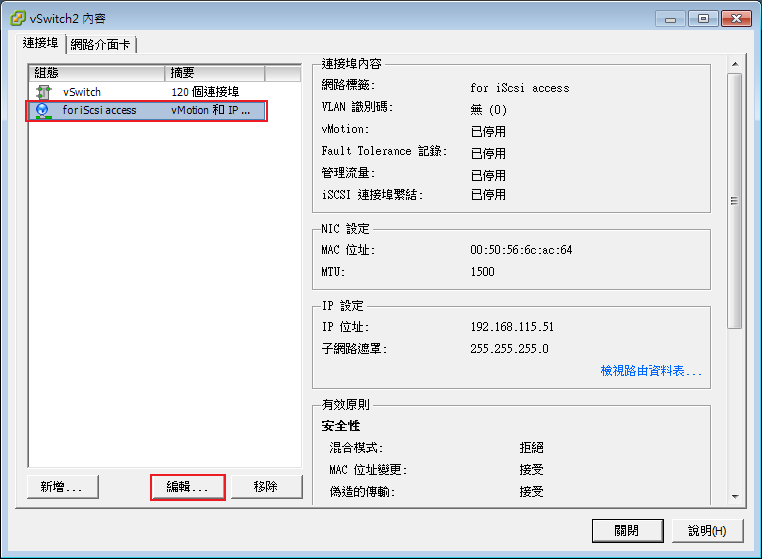 vSwitch2 內容
連接埠 網路介面卡
組態 摘要
vSwitch 120 個連接埠
for iScsi access vMotion 和 IP ...
新增... 編輯... 移除
連接埠內容
網路標籤: for iScsi access
VLAN 識別碼: 無 (0)
vMotion: 已停用
Fault Tolerance 記錄: 已停用
管理流量: 已停用
iSCSI 連接埠繫結: 已停用
NIC 設定
MAC 位址: 00:50:56:6c:ac:64
MTU: 1500
IP 設定
IP 位址: 192.168.115.51
子網路遮罩: 255.255.255.0
檢視路由資料表...
有效原則
安全性
混合模式: 拒絕
MAC 位址變更: 接受
偽造的傳輸: 接受
關閉 說明(H)